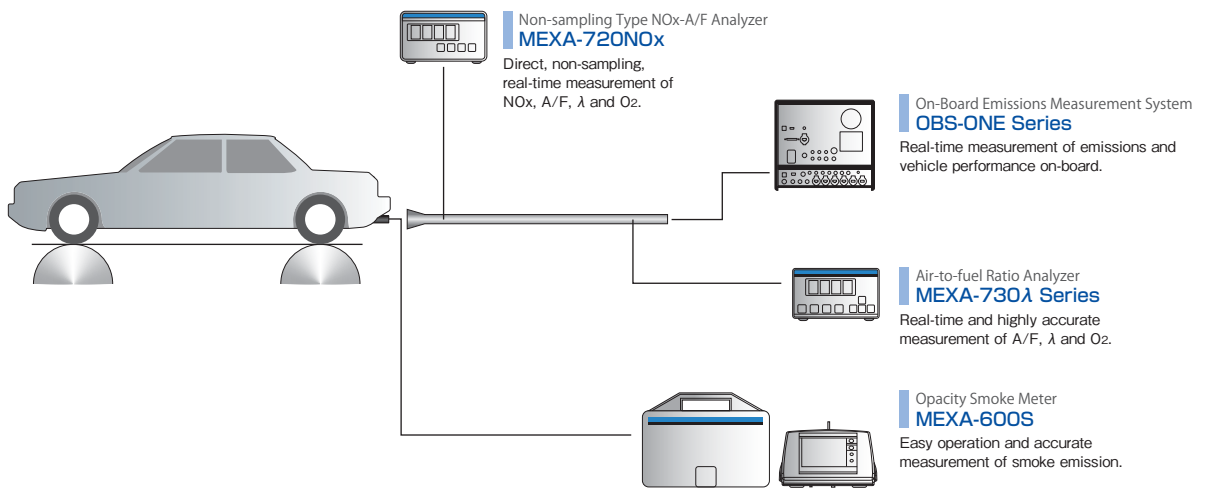 Non-sampling Type NOx-A/F Analyzer
MEXA-720NOx
Direct, non-sampling,
real-time measurement of
NOx, A/F, λ and O2.
On-Board Emissions Measurement System
OBS-ONE Series
Real-time measurement of emissions and
vehicle performance on-board.
Air-to-fuel Ratio Analyzer
MEXA-730λ Series
Real-time and highly accurate
measurement of A/F, λ and O2.
Opacity Smoke Meter
MEXA-600S
Easy operation and accurate
measurement of smoke emission.